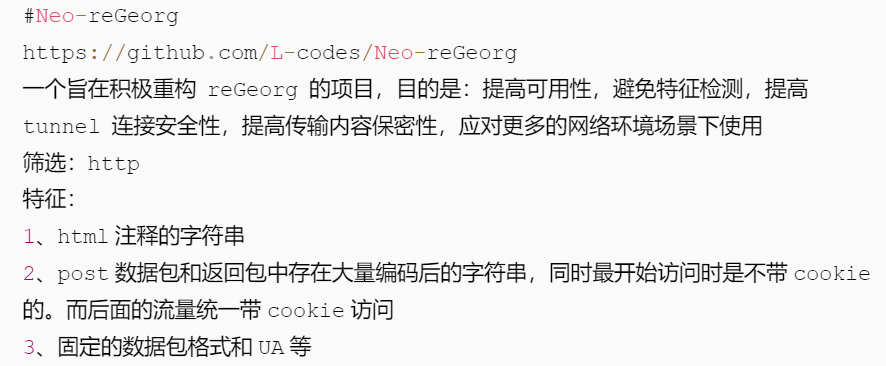 #Neo-reGeorg
https://github.com/L-codes/Neo-reGeorg
一个旨在积极重构 reGeorg 的项目，目的是：提高可用性，避免特征检测，提高
tunnel 连接安全性，提高传输内容保密性，应对更多的网络环境场景下使用
筛选：http
特征：
1、html 注释的字符串
2、post 数据包和返回包中存在大量编码后的字符串，同时最开始访问时是不带 cookie
的。而后面的流量统一带 cookie 访问
3、固定的数据包格式和 UA 等